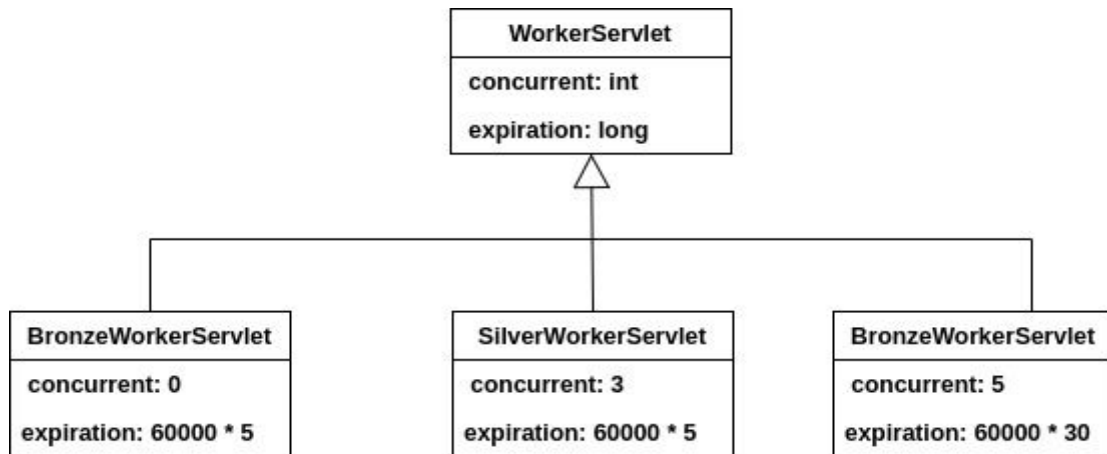 WorkerServlet
concurrent: int
expiration: long
BronzeWorkerServlet
concurrent: 0
expiration: 60000 * 5
SilverWorkerServlet
concurrent: 3
expiration: 60000 * 5
BronzeWorkerServlet
concurrent: 5
expiration: 60000 * 30